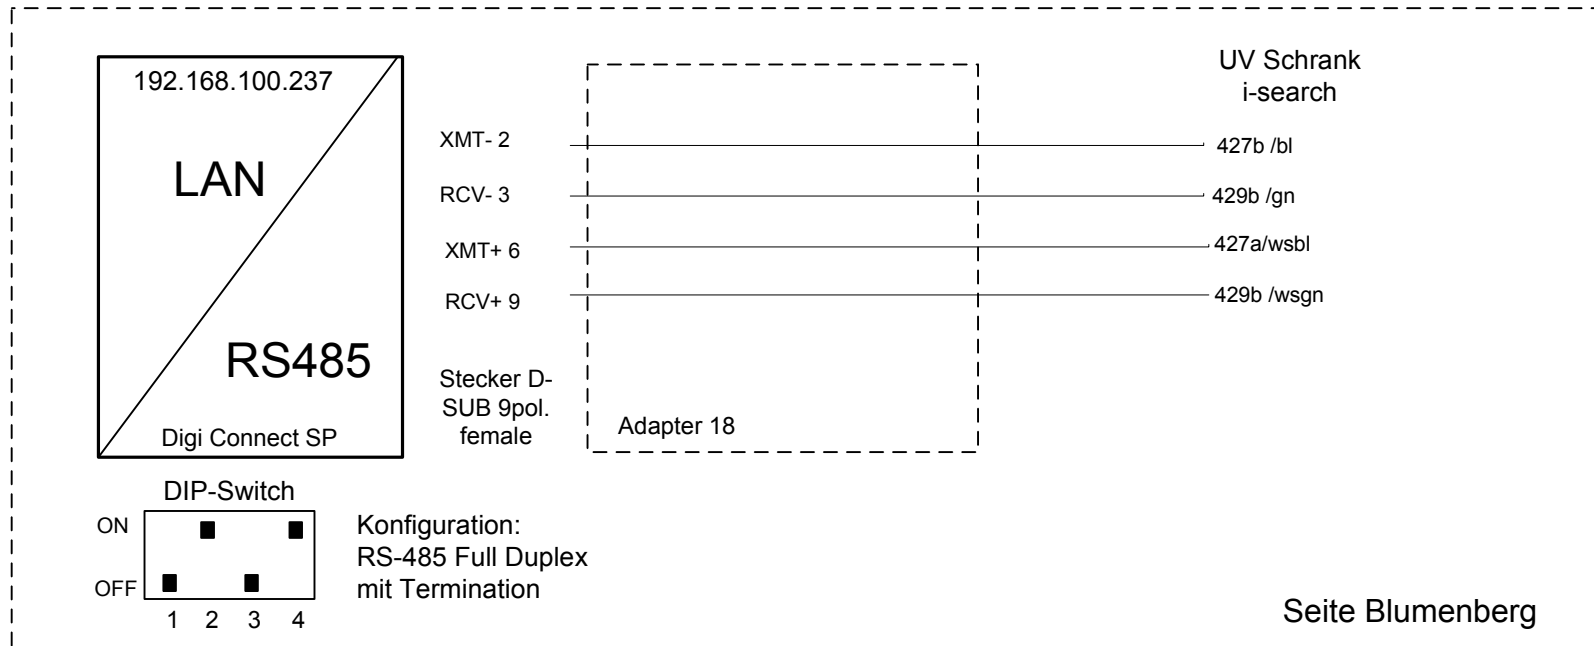 192.168.100.237
LAN
RS485
Digi Connect SP
XMT- 2
RCV- 3
XMT+ 6
RCV+ 9
Stecker D-
SUB 9pol.
female
Adapter 18
UV Schrank
i-search
427b /bl
429b /gn
427a/wsbl
429b /wsgn
DIP-Switch
ON
OFF
1 2 3 4
Konfiguration:
RS-485 Full Duplex
mit Termination
Seite Blumenberg